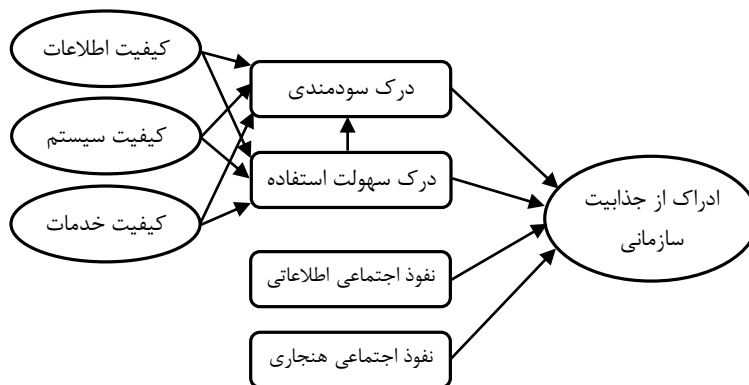 کیفیت اطلاعات
درک سودمندی
کیفیت سیستم
درک سهولت استفاده
ادراک از جذابیت
سازمانی
کیفیت خدمات
نفوذ اجتماعی اطلاعاتی
نفوذ اجتماعی هنجاری